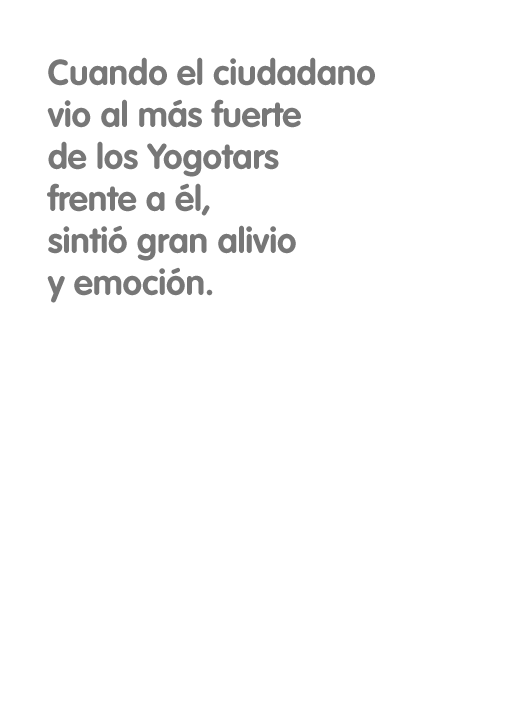 Cuando el ciudadano
vio al más fuerte
de los Yogotars
frente a él,
sintió gran alivio
y emoción.